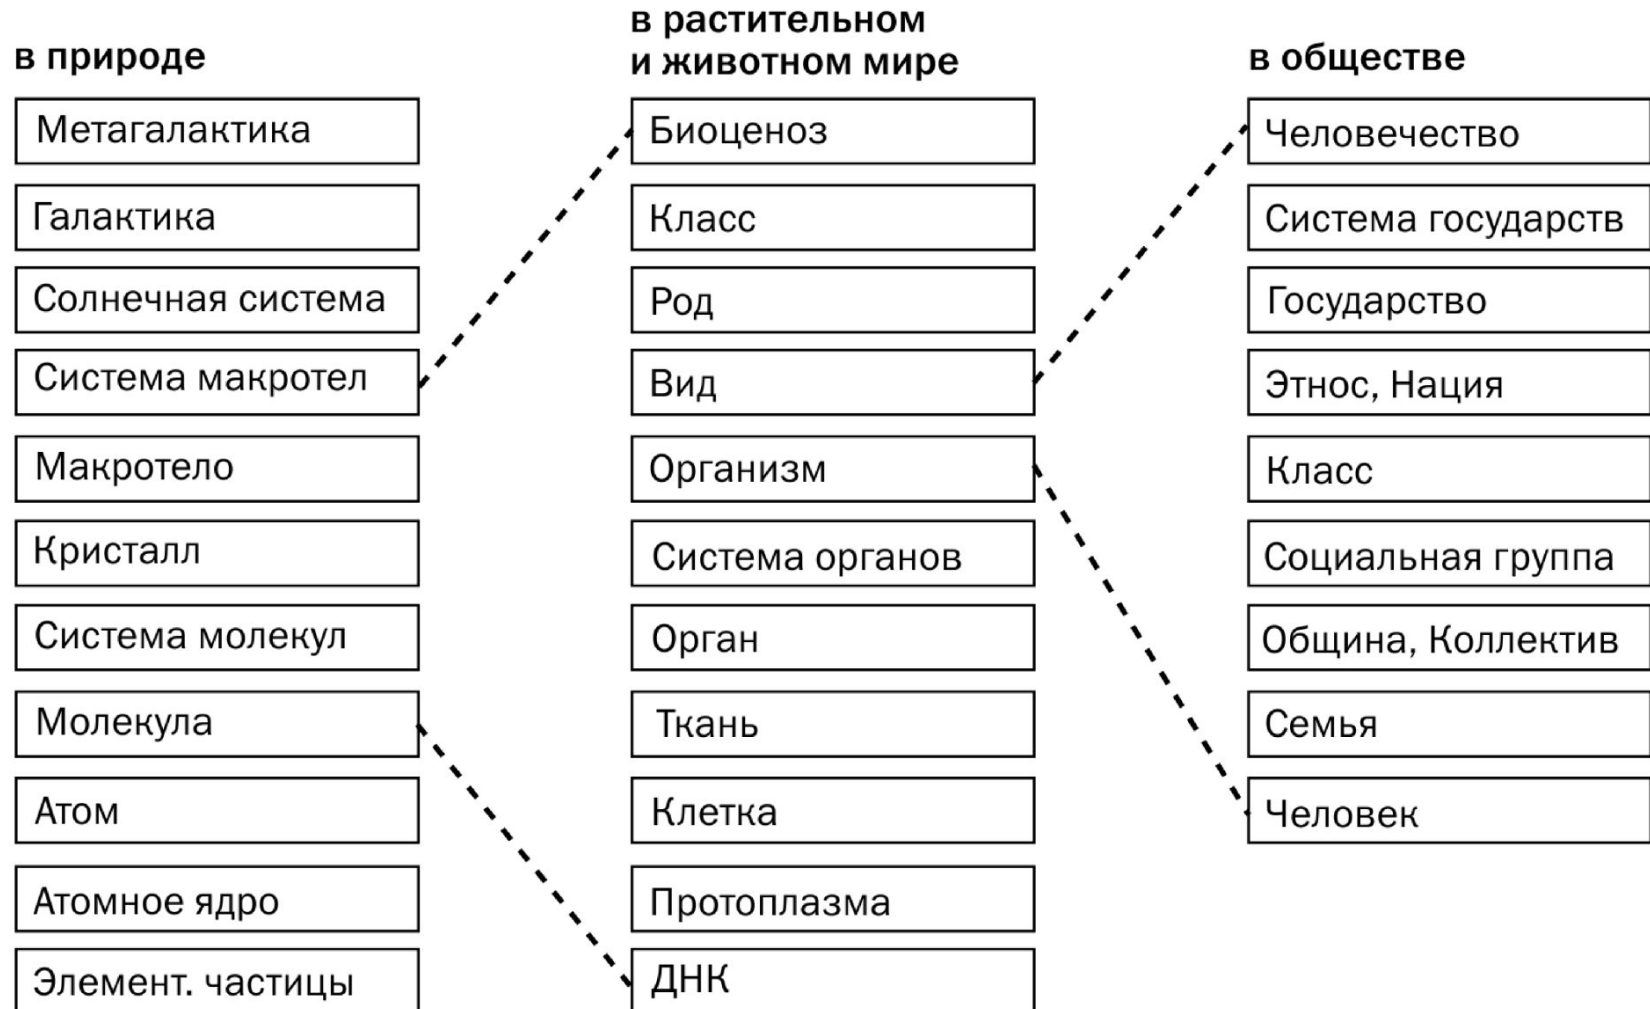 в природе
Метагалактика
Галактика
Солнечная система
Система макротел
Макротело
Кристалл
Система молекул
Молекула
Атом
Атомное ядро
Элемент. частицы
в растительном
и животном мире
Биоценоз
Класс
Род
Вид
Организм
Система органов
Орган
Ткань
Клетка
Протоплазма
ДНК
в обществе
Человечество
Система государств
Государство
Этнос, Нация
Класс
Социальная группа
Община, Коллектив
Семья
Человек